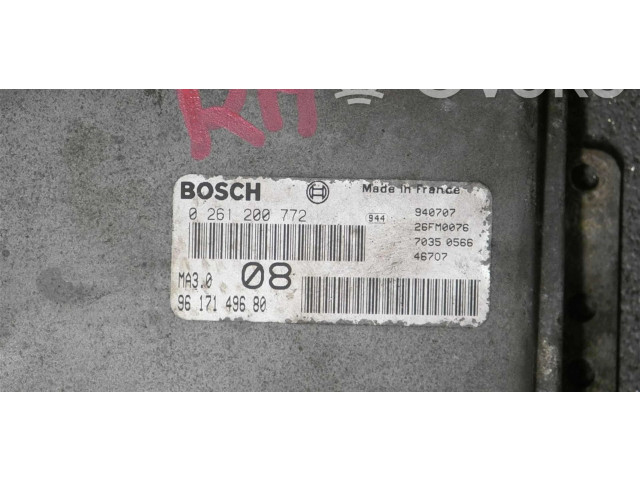 KH
BOSCH Made in France
0 261 200 772 944 940707
26FM0076
7035 0566
46707
MA3.0 08
96 171 496 80